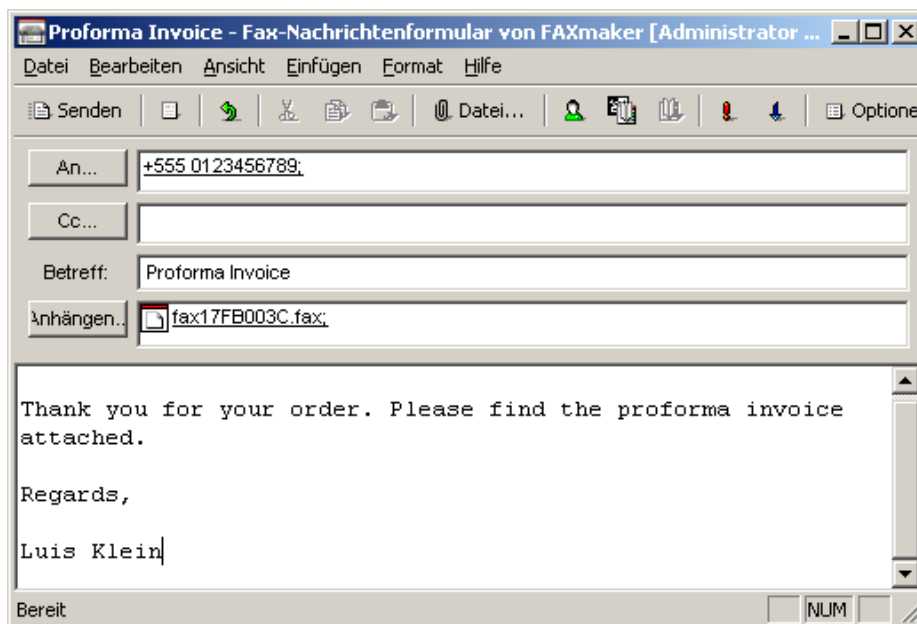 Proforma Invoice - Fax-Nachrichtenformular von FAXmaker [Administrator ...
Datei Bearbeiten Ansicht Einfügen Format Hilfe
Senden Datei... Optione
An... +555 0123456789;
Cc...
Betreff: Proforma Invoice
Anhängen.. fax17FB003C.fax;
Thank you for your order. Please find the proforma invoice
attached.
Regards,
Luis Klein
Bereit NUM